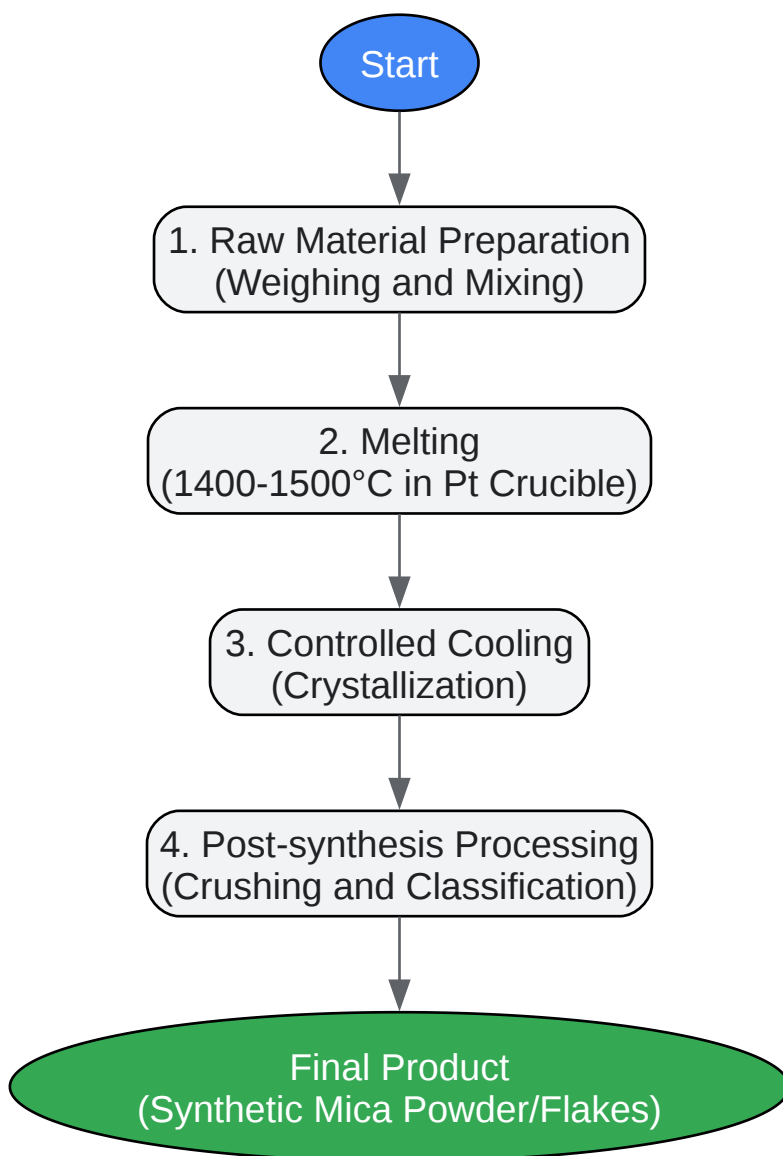 Start
1. Raw Material Preparation
(Weighing and Mixing)
2. Melting
(1400-1500°C in Pt Crucible)
3. Controlled Cooling
(Crystallization)
4. Post-synthesis Processing
(Crushing and Classification)
Final Product
(Synthetic Mica Powder/Flakes)